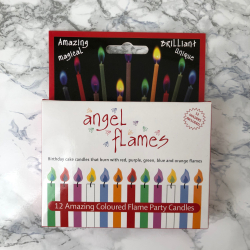 Amazing
magical
Brilliant
unique
angel
flames
Birthday cake candles that burn with red, purple, green, blue and orange flames
12 Amazing Coloured Flame Party Candles